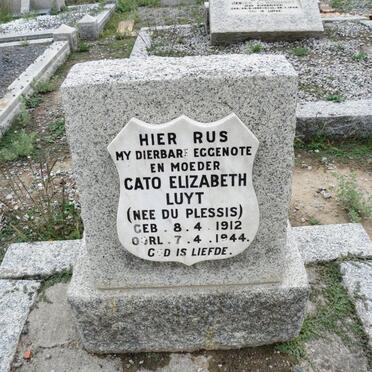 HIER RUS
MY DIERBARE EGGENOTE
EN MOEDER
CATO ELIZABETH
LUYT
(NEE DU PLESSIS)
GEB. 8.4.1912
OORL. 7.4.1944.
GOD IS LIEFDE.